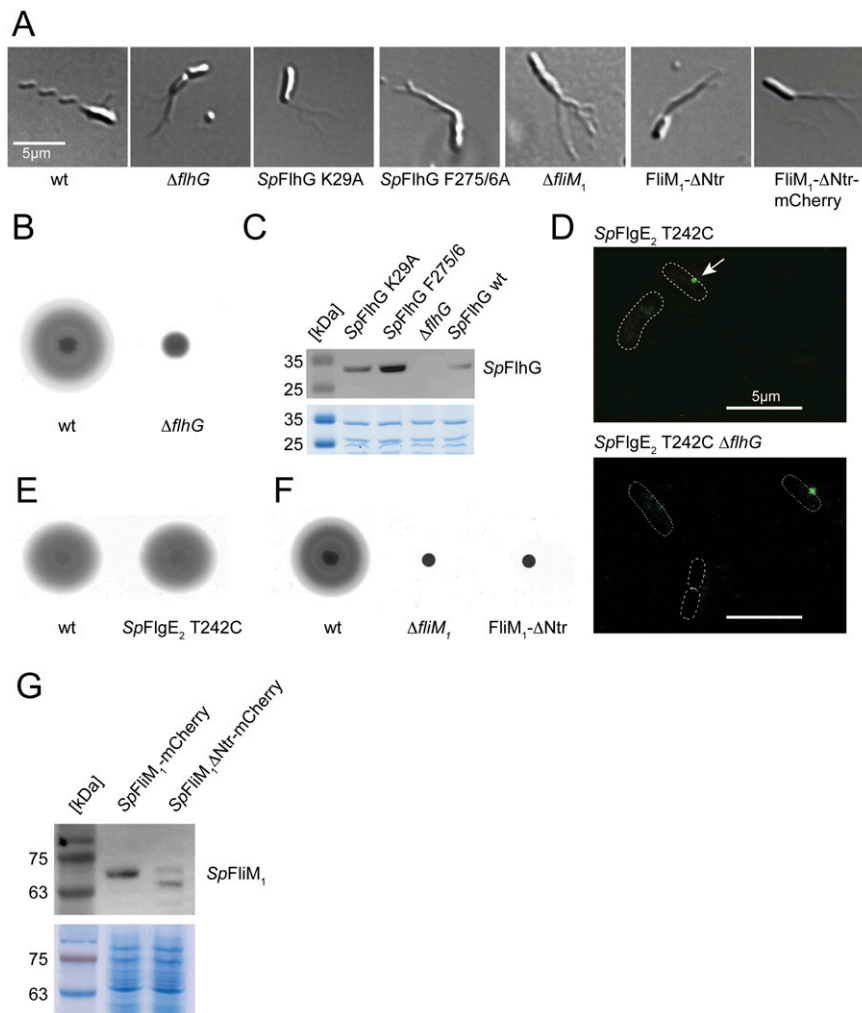 A
5µm
wt
ΔflhG
SpFlhG K29A
SpFlhG F275/6A
ΔfliM₁
FliM₁-ΔNtr
FliM₁-ΔNtr-
mCherry
B
wt
ΔflhG
C
[kDa]
SpFlhG K29A
SpFlhG F275/6
ΔflhG
SpFlhG wt
35
25
SpFlhG
35
25
D
SpFlgE₂ T242C
5µm
SpFlgE₂ T242C ΔflhG
E
wt
SpFlgE₂ T242C
F
wt
ΔfliM₁
FliM₁-ΔNtr
G
[kDa]
SpFliM₁-mCherry
SpFliM₁ΔNtr-mCherry
75
63
SpFliM₁
75
63